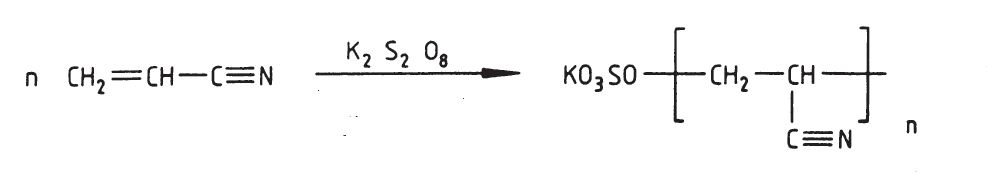 K₂ S₂ O₈
n CH₂=CH−C≡N KO₃SO−[−CH₂−CH−]−
C≡N n